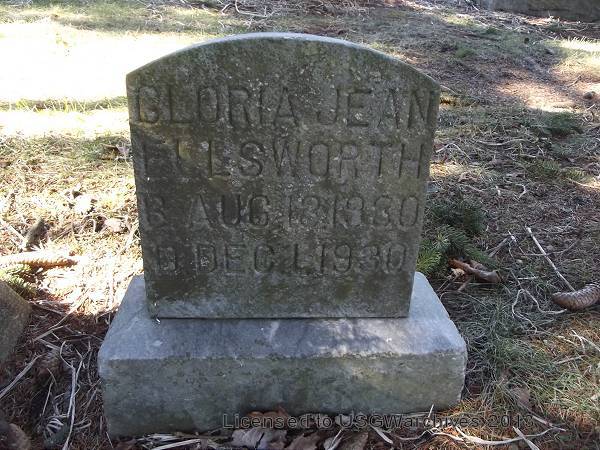 GLORIA JEAN
ELLSWORTH
B AUG 13 1930
D DEC 1, 1930
Licensed to USGWarchives 2013